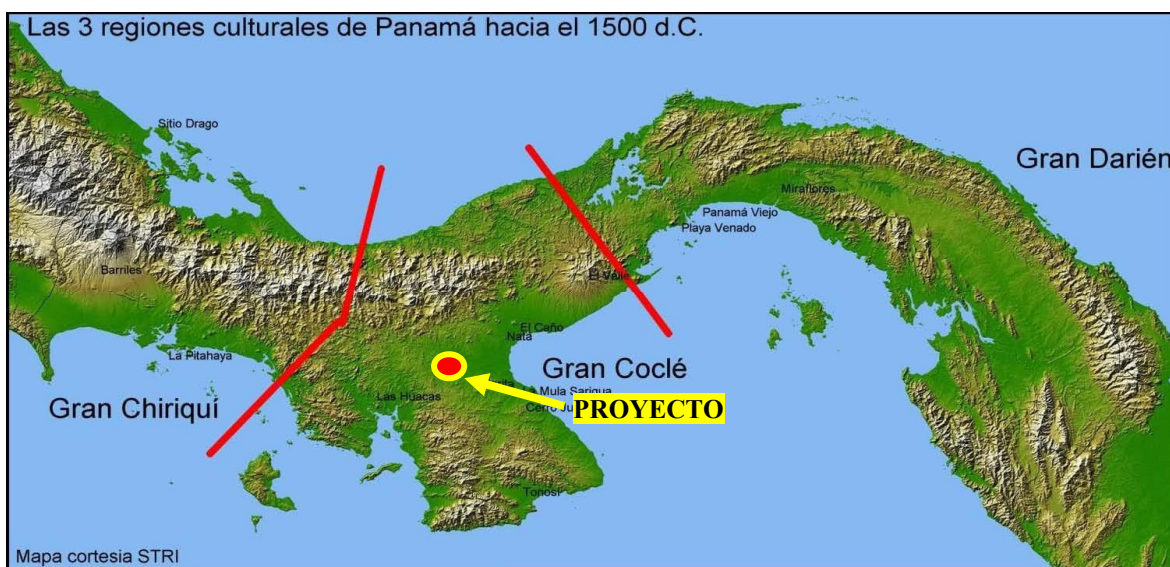 Las 3 regiones culturales de Panamá hacia el 1500 d.C.
Sitio Drago
Gran Darién
Miraflores
Panamá Viejo
Playa Venado
Barriles
El Valle
El Caño
Natá
La Pitahaya
Gran Coclé
Mula Sarigua
Las Huacas
Gran Chiriquí
Cerro
PROYECTO
Tonosí
Mapa cortesia STRI